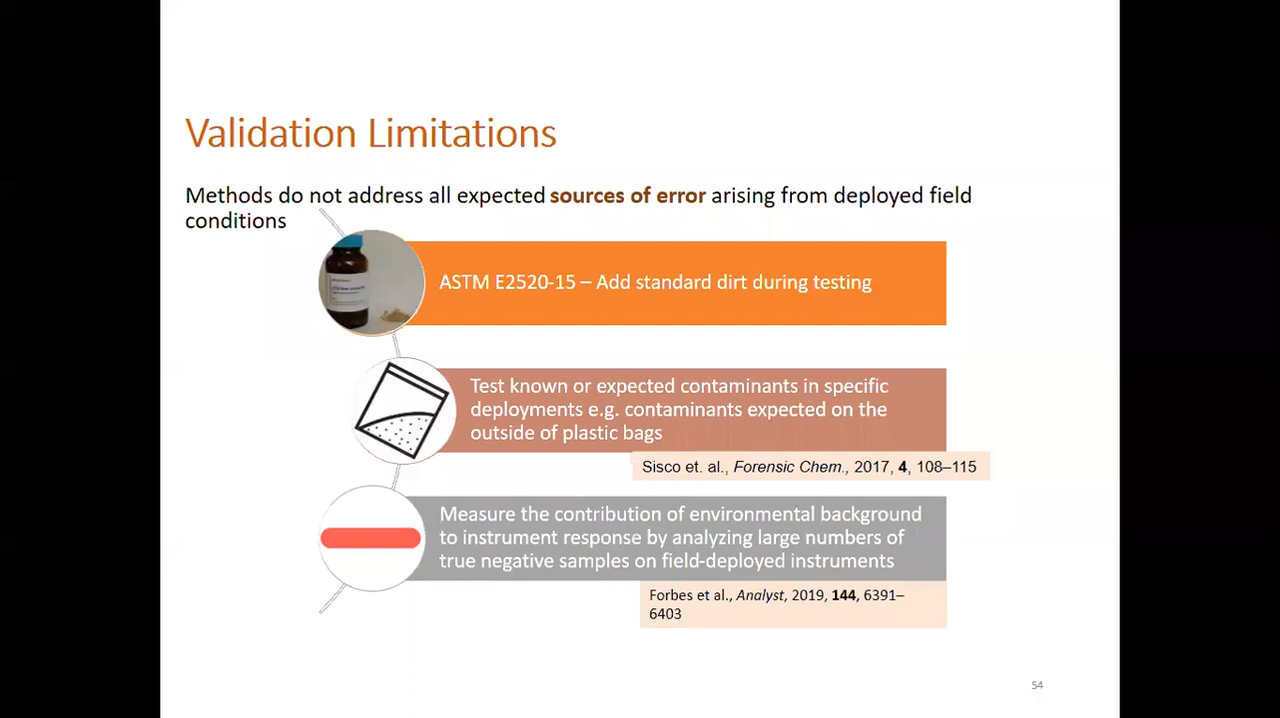 Validation Limitations
Methods do not address all expected sources of error arising from deployed field
conditions
ASTM E2520-15 – Add standard dirt during testing
Test known or expected contaminants in specific
deployments e.g. contaminants expected on the
outside of plastic bags
Sisco et. al., Forensic Chem., 2017, 4, 108–115
Measure the contribution of environmental background
to instrument response by analyzing large numbers of
true negative samples on field-deployed instruments
Forbes et al., Analyst, 2019, 144, 6391–
6403
54